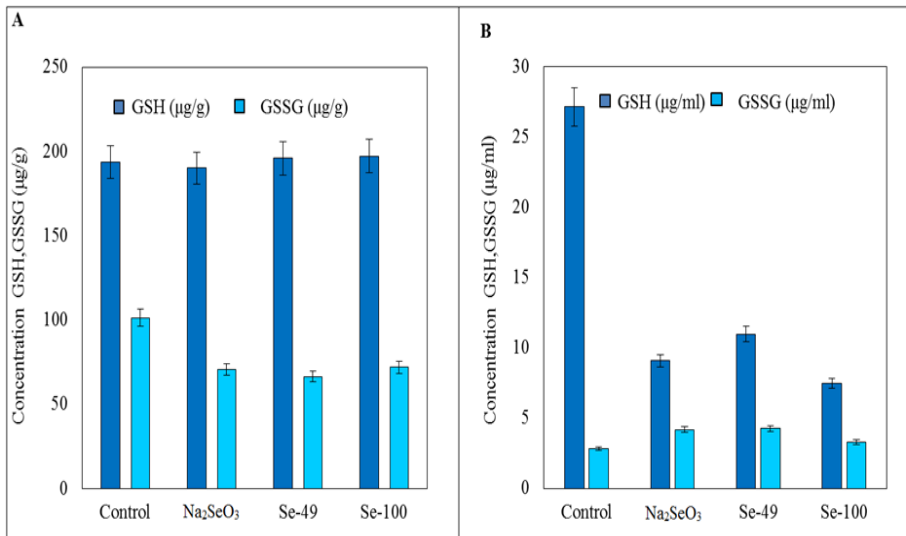 A
Concentration GSH,GSSG (µg/g)
250
200
150
100
50
0
GSH (µg/g) GSSG (µg/g)
Control Na₂SeO₃ Se-49 Se-100
B
Concentration GSH,GSSG (µg/ml)
30
25
20
15
10
5
0
GSH (µg/ml) GSSG (µg/ml)
Control Na₂SeO₃ Se-49 Se-100